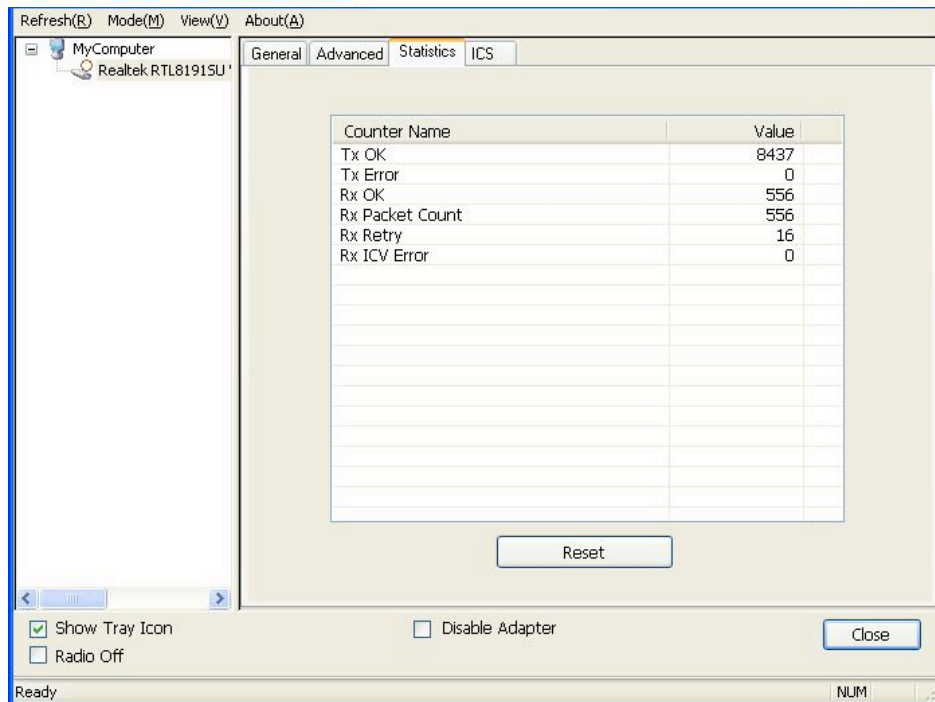 Refresh(R) Mode(M) View(V) About(A)
MyComputer
Realtek RTL8191SU '
General Advanced Statistics ICS
Counter Name Value
Tx OK 8437
Tx Error 0
Rx OK 556
Rx Packet Count 556
Rx Retry 16
Rx ICV Error 0
Reset
Show Tray Icon Disable Adapter
Radio Off
Close
Ready NUM